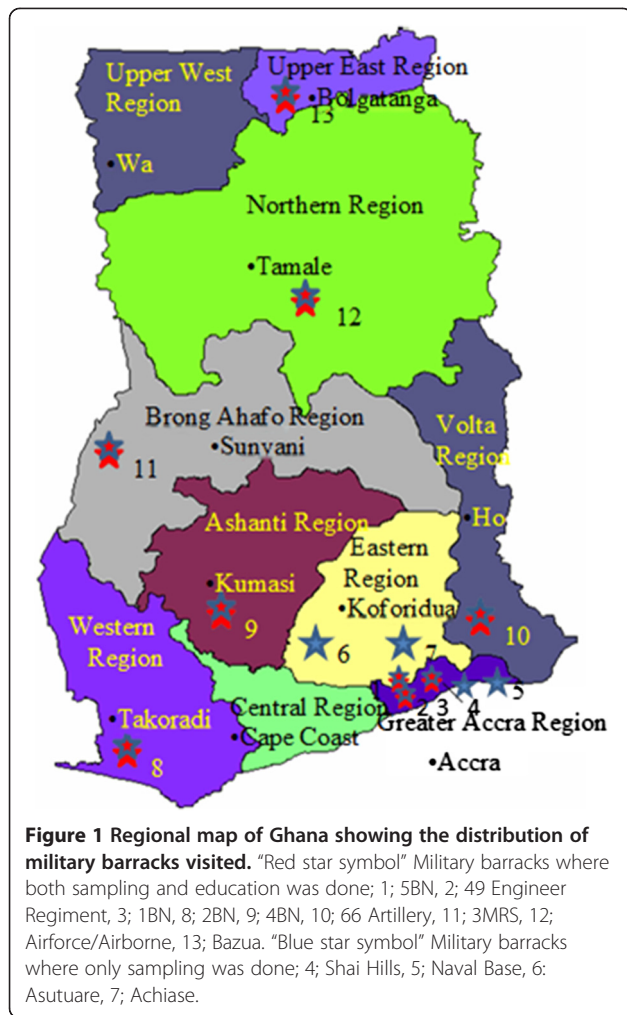 Upper West
Region
Upper East Region
•Bolgatanga
13
•Wa
Northern Region
•Tamale
12
Brong Ahafo Region
•Sunyani
11
Volta
Region
•Ho
Ashanti Region
•Kumasi
9
Eastern
Region
•Koforidua
6
7
10
Western
Region
•Takoradi
8
Central Region
•Cape Coast
1
2
3
4
5
Greater Accra Region
•Accra
Figure 1 Regional map of Ghana showing the distribution of
military barracks visited. “Red star symbol” Military barracks where
both sampling and education was done; 1; 5BN, 2; 49 Engineer
Regiment, 3; 1BN, 8; 2BN, 9; 4BN, 10; 66 Artillery, 11; 3MRS, 12;
Airforce/Airborne, 13; Bazua. “Blue star symbol” Military barracks
where only sampling was done; 4; Shai Hills, 5; Naval Base, 6:
Asutuare, 7; Achiase.